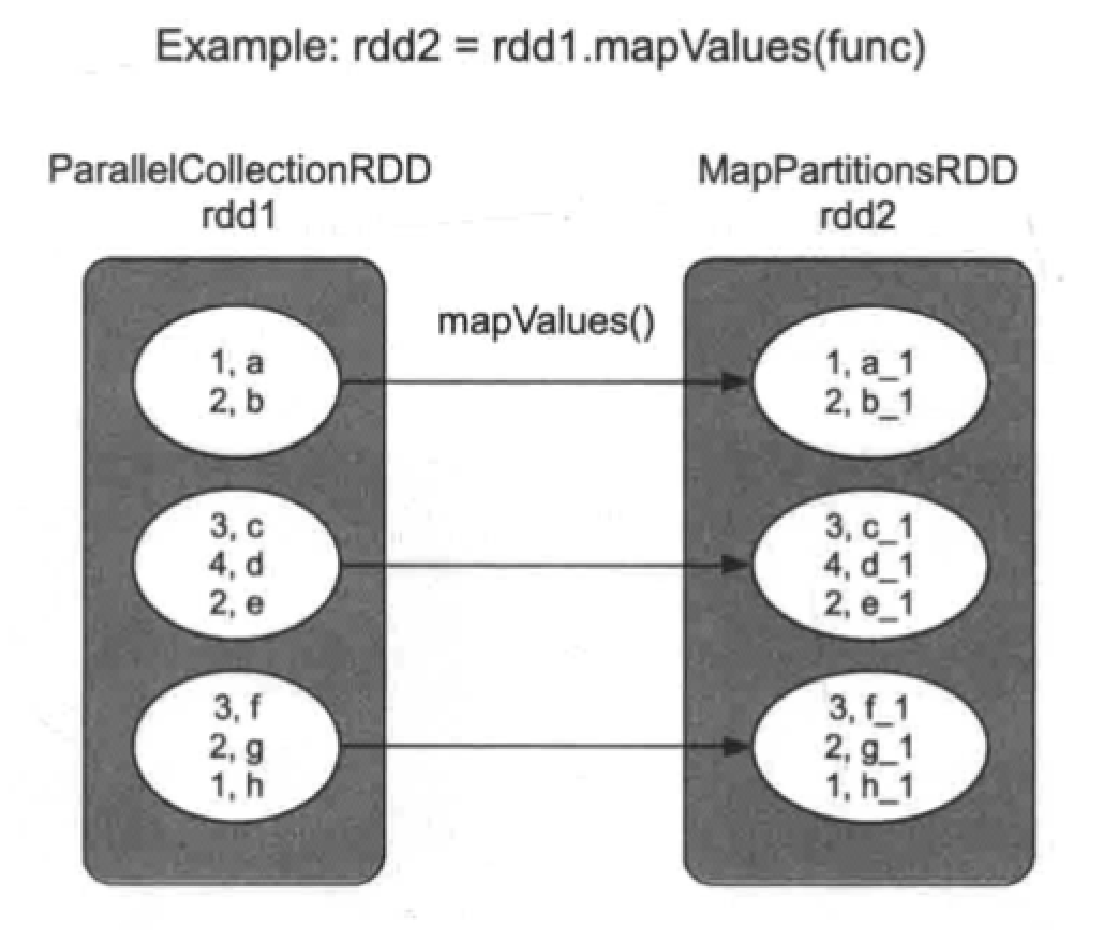 Example: rdd2 = rdd1.mapValues(func)
ParallelCollectionRDD
rdd1
MapPartitionsRDD
rdd2
mapValues()
1, a
2, b
1, a_1
2, b_1
3, c
4, d
2, e
3, c_1
4, d_1
2, e_1
3, f
2, g
1, h
3, f_1
2, g_1
1, h_1